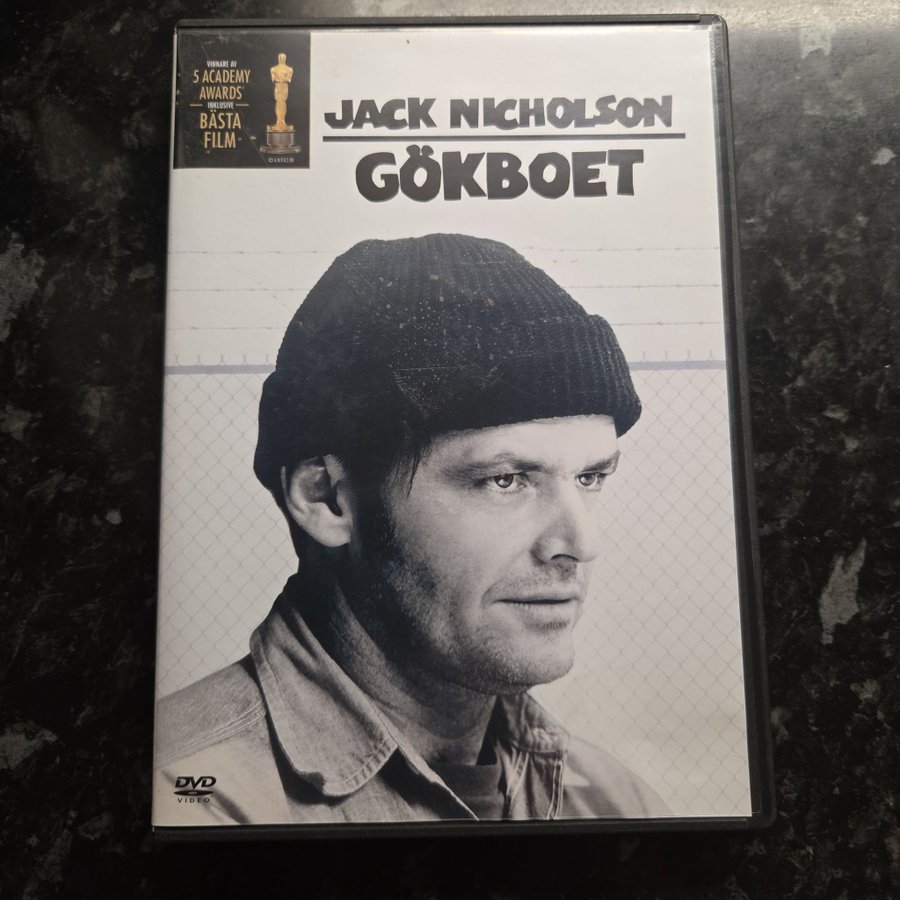 VINNARE AV
5 ACADEMY
AWARDS
INKLUSIVE
BÄSTA
FILM
©A.M.P.A.S.®
JACK NICHOLSON
GÖKBOET
DVD
VIDEO